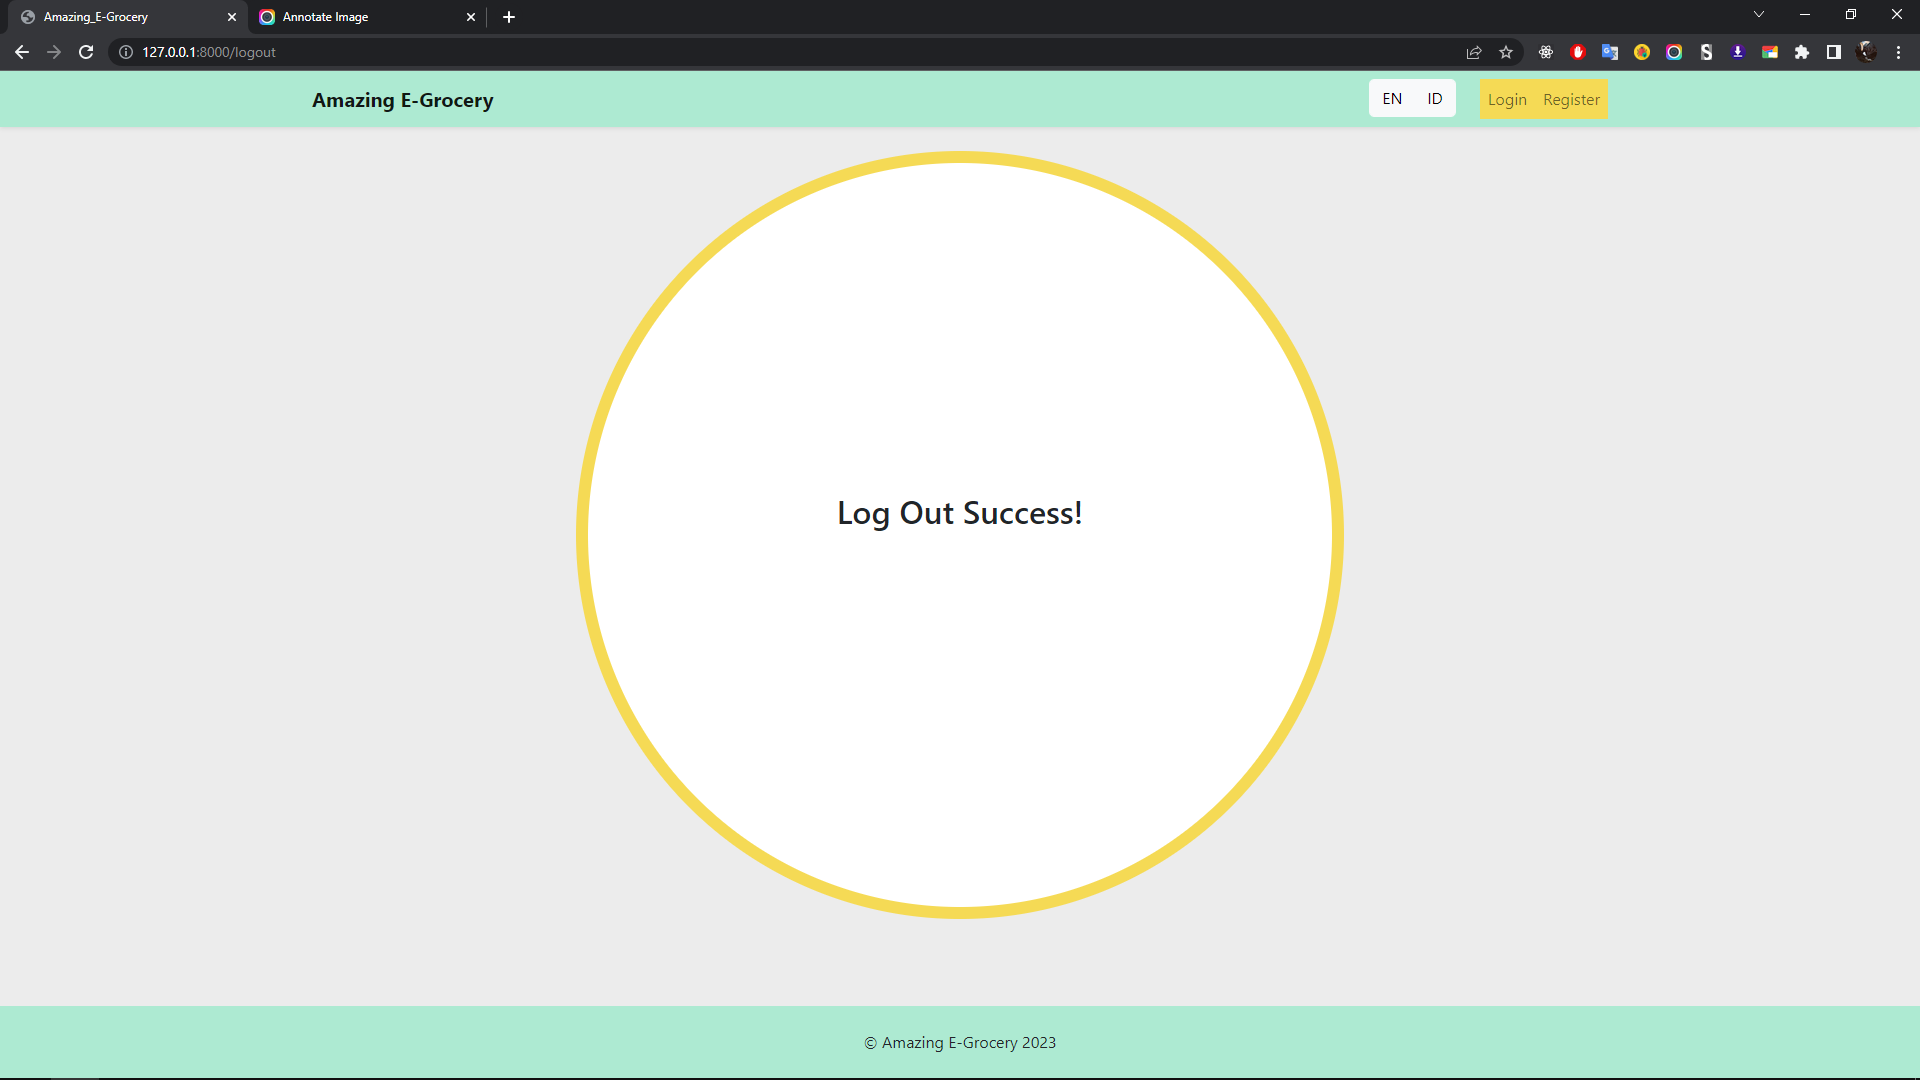 Amazing_E-Grocery
Annotate Image
127.0.0.1:8000/logout
Amazing E-Grocery
EN ID
Login Register
Log Out Success!
© Amazing E-Grocery 2023